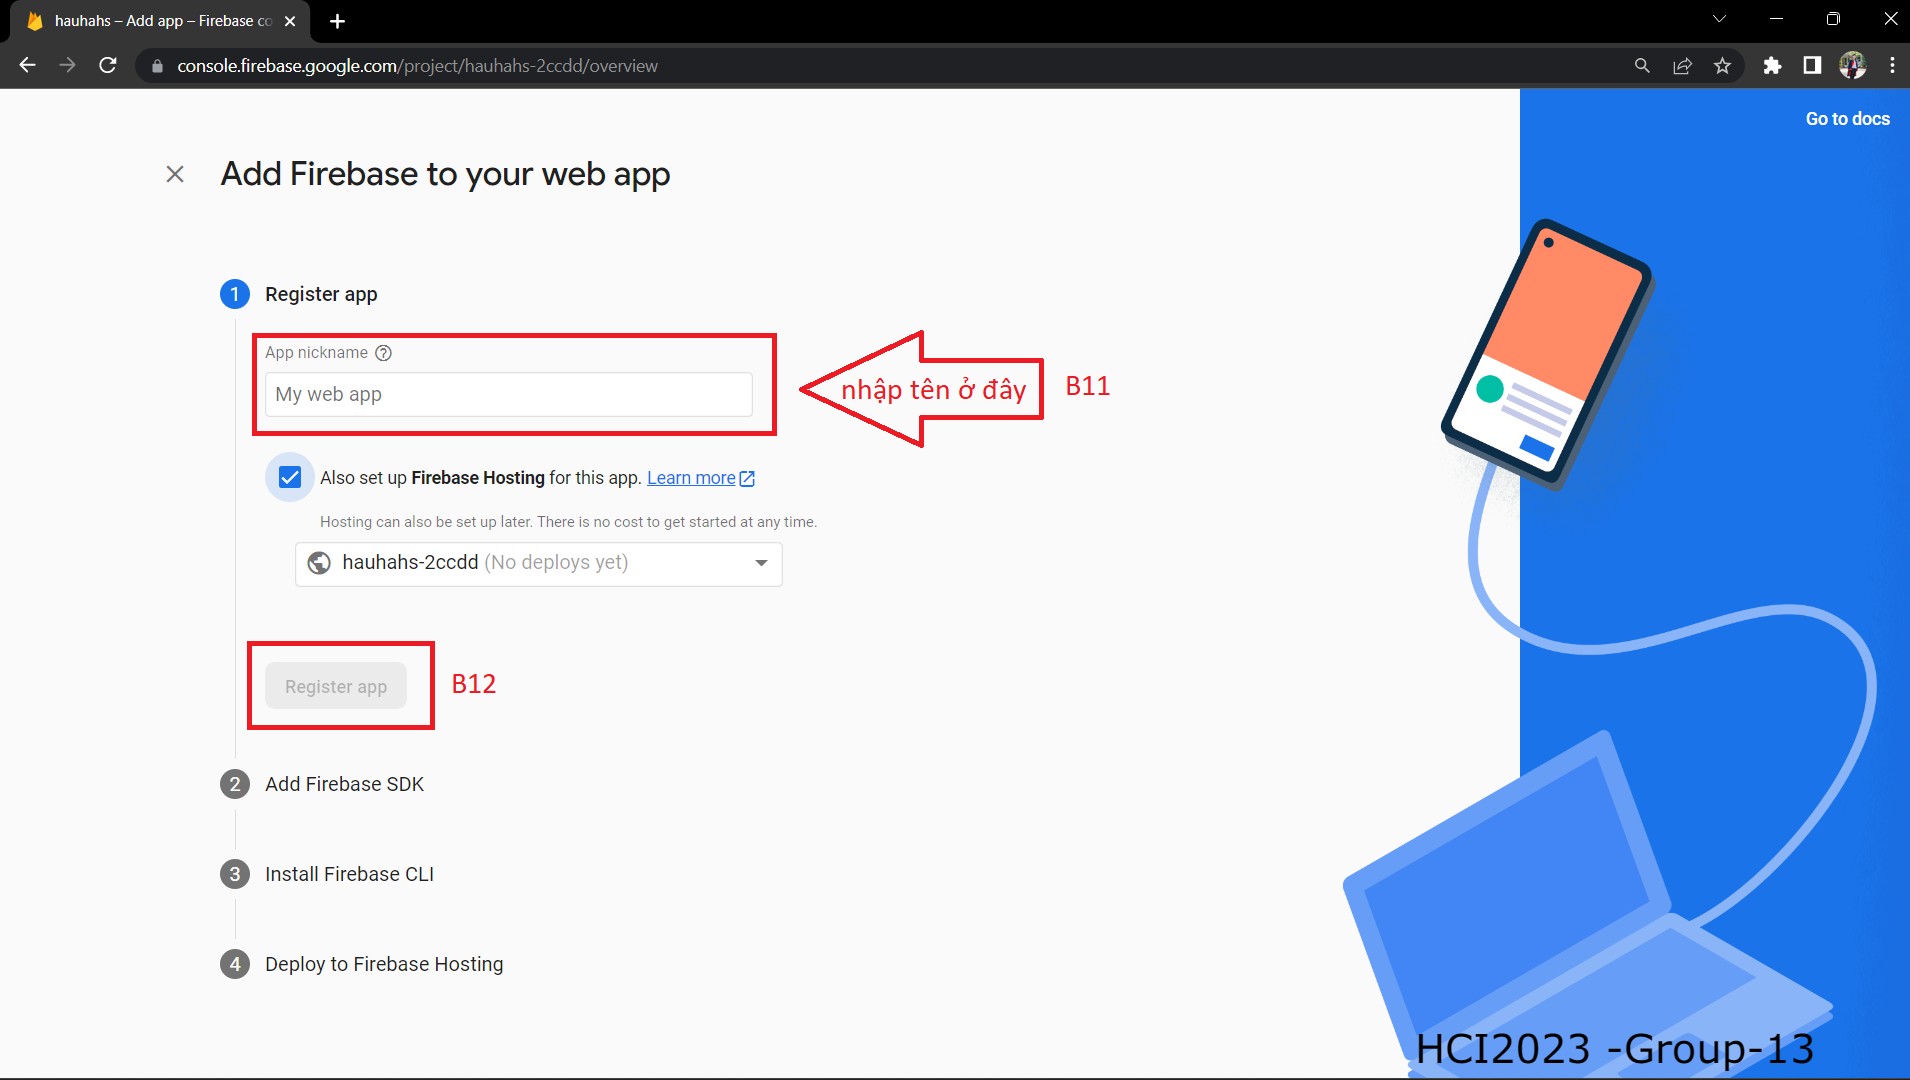 hauhahs – Add app – Firebase co
console.firebase.google.com/project/hauhahs-2ccdd/overview
Go to docs
Add Firebase to your web app
1 Register app
App nickname
My web app
nhập tên ở đây B11
Also set up Firebase Hosting for this app. Learn more
Hosting can also be set up later. There is no cost to get started at any time.
hauhahs-2ccdd (No deploys yet)
Register app B12
2 Add Firebase SDK
3 Install Firebase CLI
4 Deploy to Firebase Hosting
HCI2023 -Group-13